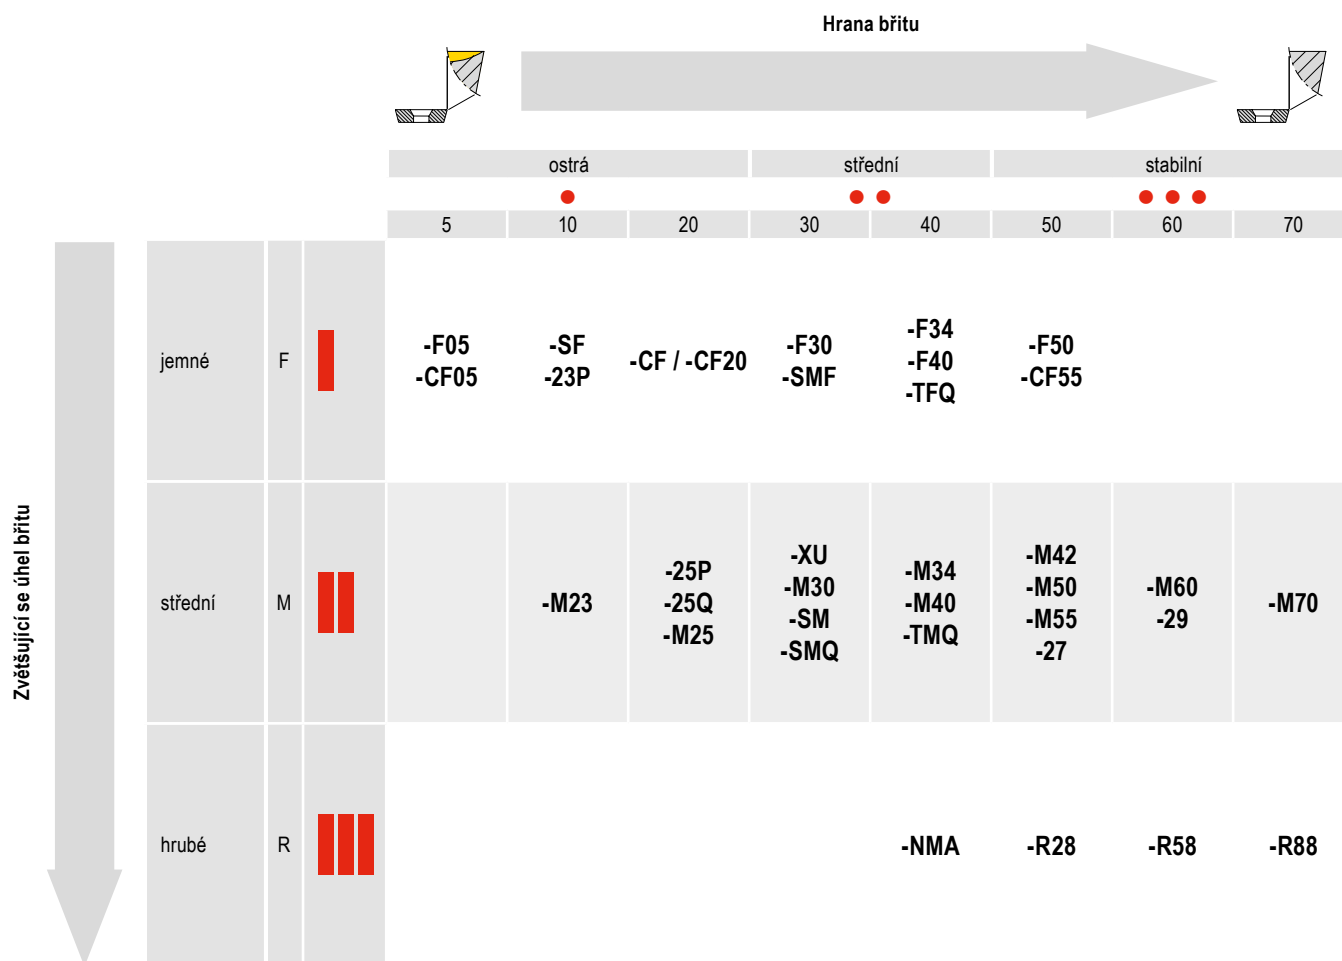 Hrana břitu
ostrá
střední
stabilní
5
10
20
30
40
50
60
70
Zvětšující se úhel břitu
jemné
F
-F05
-CF05
-SF
-23P
-CF / -CF20
-F30
-SMF
-F34
-F40
-TFQ
-F50
-CF55
střední
M
-M23
-25P
-25Q
-M25
-XU
-M30
-SM
-SMQ
-M34
-M40
-TMQ
-M42
-M50
-M55
-27
-M60
-29
-M70
hrubé
R
-NMA
-R28
-R58
-R88